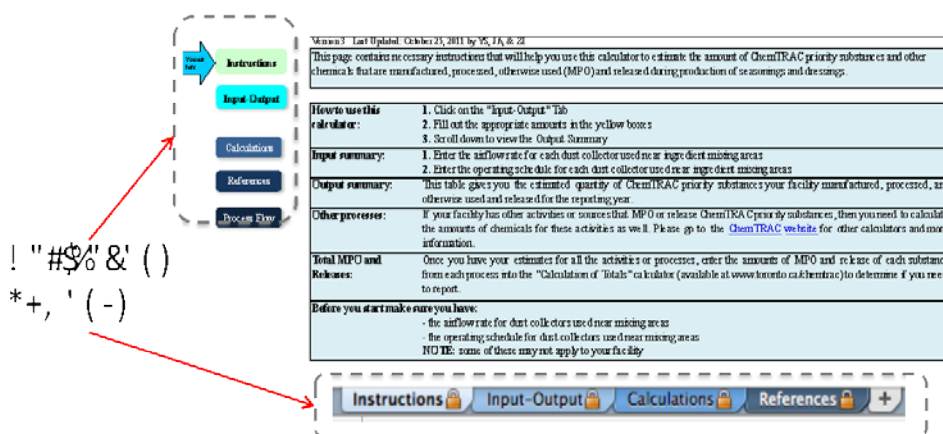 Version 3 Last Updated: October 25, 2011 by YS, JA, & ZI
This page contains necessary instructions that will help you use this calculator to estimate the amount of ChemTRAC priority substances and other
chemicals that are manufactured, processed, otherwise used (MPO) and released during production of seasonings and dressings.
Instructions
Input-Output
Calculations
References
Process Flow
How to use this calculator:
1. Click on the "Input-Output" Tab
2. Fill out the appropriate amounts in the yellow boxes
3. Scroll down to view the Output Summary
Input summary:
1. Enter the airflow rate for each dust collector used near ingredient mixing areas
2. Enter the operating schedule for each dust collector used near ingredient mixing areas
Output summary:
This table gives you the estimated quantity of ChemTRAC priority substances your facility manufactured, processed, an
otherwise used and released for the reporting year.
Other processes:
If your facility has other activities or sources that MPO or release ChemTRAC priority substances, then you need to calculat
the amounts of chemicals for these activities as well. Please go to the ChemTRAC website for other calculators and mor
information.
Total MPO and Releases:
Once you have your estimates for all the activities or processes, enter the amounts of MPO and release of each substanc
from each process into the "Calculation of Totals" calculator (available at www.toronto.ca/chemtrac) to determine if you nee
to report.
Before you start make sure you have:
- the airflow rate for dust collectors used near mixing areas
- the operating schedule for dust collectors used near mixing areas
NOTE: some of these may not apply to your facility
! "#$%"&'()
*+,'(-)
Instructions Input-Output Calculations References +